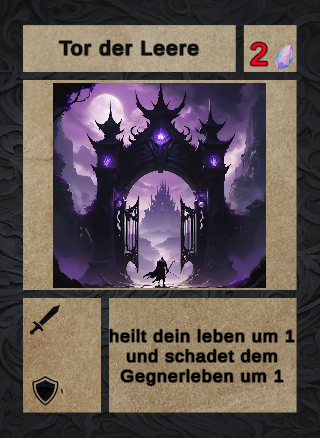 Tor der Leere
2
heilt dein leben um 1
und schadet dem
Gegnerleben um 1